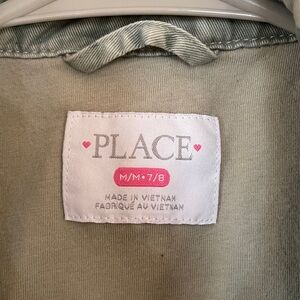 PLACE
M/M • 7/8
MADE IN VIETNAM
FABRIQUÉ AU VIETNAM